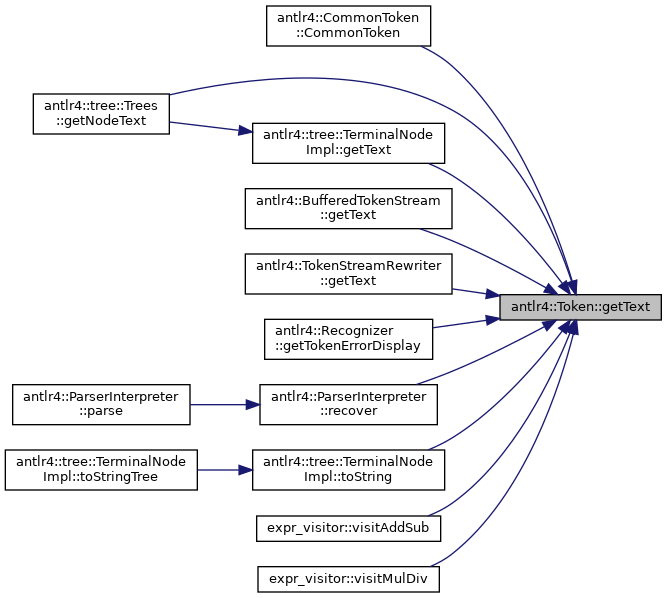 antlr4::CommonToken
::CommonToken
antlr4::tree::Trees
::getNodeText
antlr4::tree::TerminalNode
Impl::getText
antlr4::BufferedTokenStream
::getText
antlr4::TokenStreamRewriter
::getText
antlr4::Token::getText
antlr4::Recognizer
::getTokenErrorDisplay
antlr4::ParserInterpreter
::parse
antlr4::ParserInterpreter
::recover
antlr4::tree::TerminalNode
Impl::toStringTree
antlr4::tree::TerminalNode
Impl::toString
expr_visitor::visitAddSub
expr_visitor::visitMulDiv